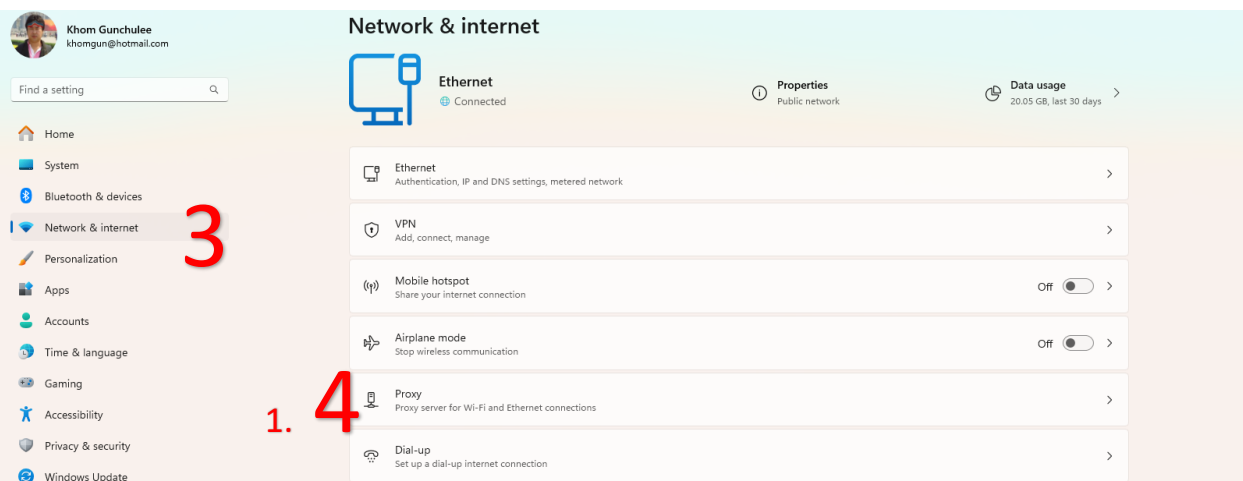 Khom Gunchulee
khomgun@hotmail.com
Find a setting
Home
System
Bluetooth & devices
Network & internet
3
Personalization
Apps
Accounts
Time & language
Gaming
Accessibility
Privacy & security
Windows Update
Network & internet
Ethernet
Connected
Properties
Public network
Data usage
20.05 GB, last 30 days
Ethernet
Authentication, IP and DNS settings, metered network
VPN
Add, connect, manage
Mobile hotspot
Share your internet connection
Off
Airplane mode
Stop wireless communication
Off
1. 4
Proxy
Proxy server for Wi-Fi and Ethernet connections
Dial-up
Set up a dial-up internet connection